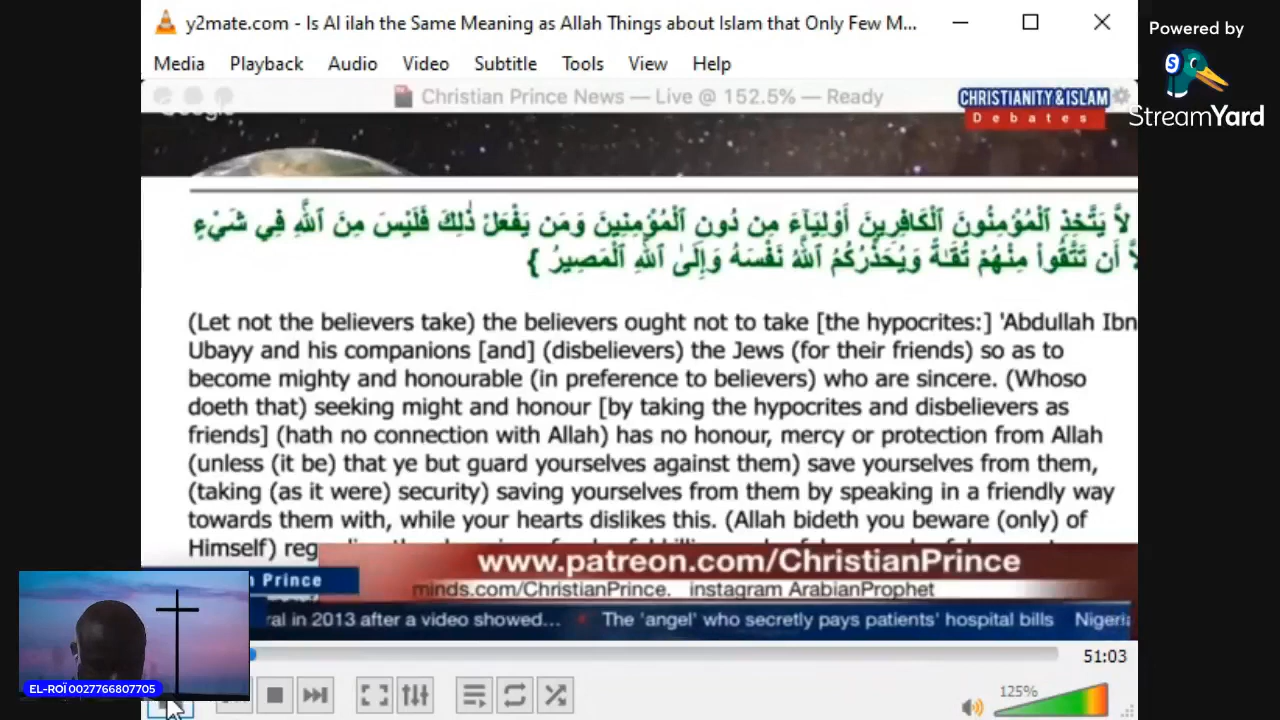 y2mate.com - Is Al ilah the Same Meaning as Allah Things about Islam that Only Few M...
Powered by
StreamYard
Media Playback Audio Video Subtitle Tools View Help
Christian Prince News — Live @ 152.5% — Ready
CHRISTIANITY & ISLAM
Debates
لاَّ يَتَّخِذِ ٱلْمُؤْمِنُونَ ٱلْكَافِرِينَ أَوْلِيَآءَ مِن دُونِ ٱلْمُؤْمِنِينَ وَمَن يَفْعَلْ ذٰلِكَ فَلَيْسَ مِنَ ٱللَّهِ فِي شَيْءٍ
أَن تَتَّقُواْ مِنْهُمْ تُقَـٰةً وَيُحَذِّرُكُمُ ٱللَّهُ نَفْسَهُ وَإِلَىٰ ٱللَّهِ ٱلْمَصِيرُ }
(Let not the believers take) the believers ought not to take [the hypocrites:] 'Abdullah Ibn
Ubayy and his companions [and] (disbelievers) the Jews (for their friends) so as to
become mighty and honourable (in preference to believers) who are sincere. (Whoso
doeth that) seeking might and honour [by taking the hypocrites and disbelievers as
friends] (hath no connection with Allah) has no honour, mercy or protection from Allah
(unless (it be) that ye but guard yourselves against them) save yourselves from them,
(taking (as it were) security) saving yourselves from them by speaking in a friendly way
towards them with, while your hearts dislikes this. (Allah bideth you beware (only) of
Himself)
www.patreon.com/ChristianPrince
Prince
minds.com/ChristianPrince. instagram ArabianProphet
in 2013 after a video showed... The 'angel' who secretly pays patients' hospital bills
51:03
EL-ROÏ 0027766807705
125%